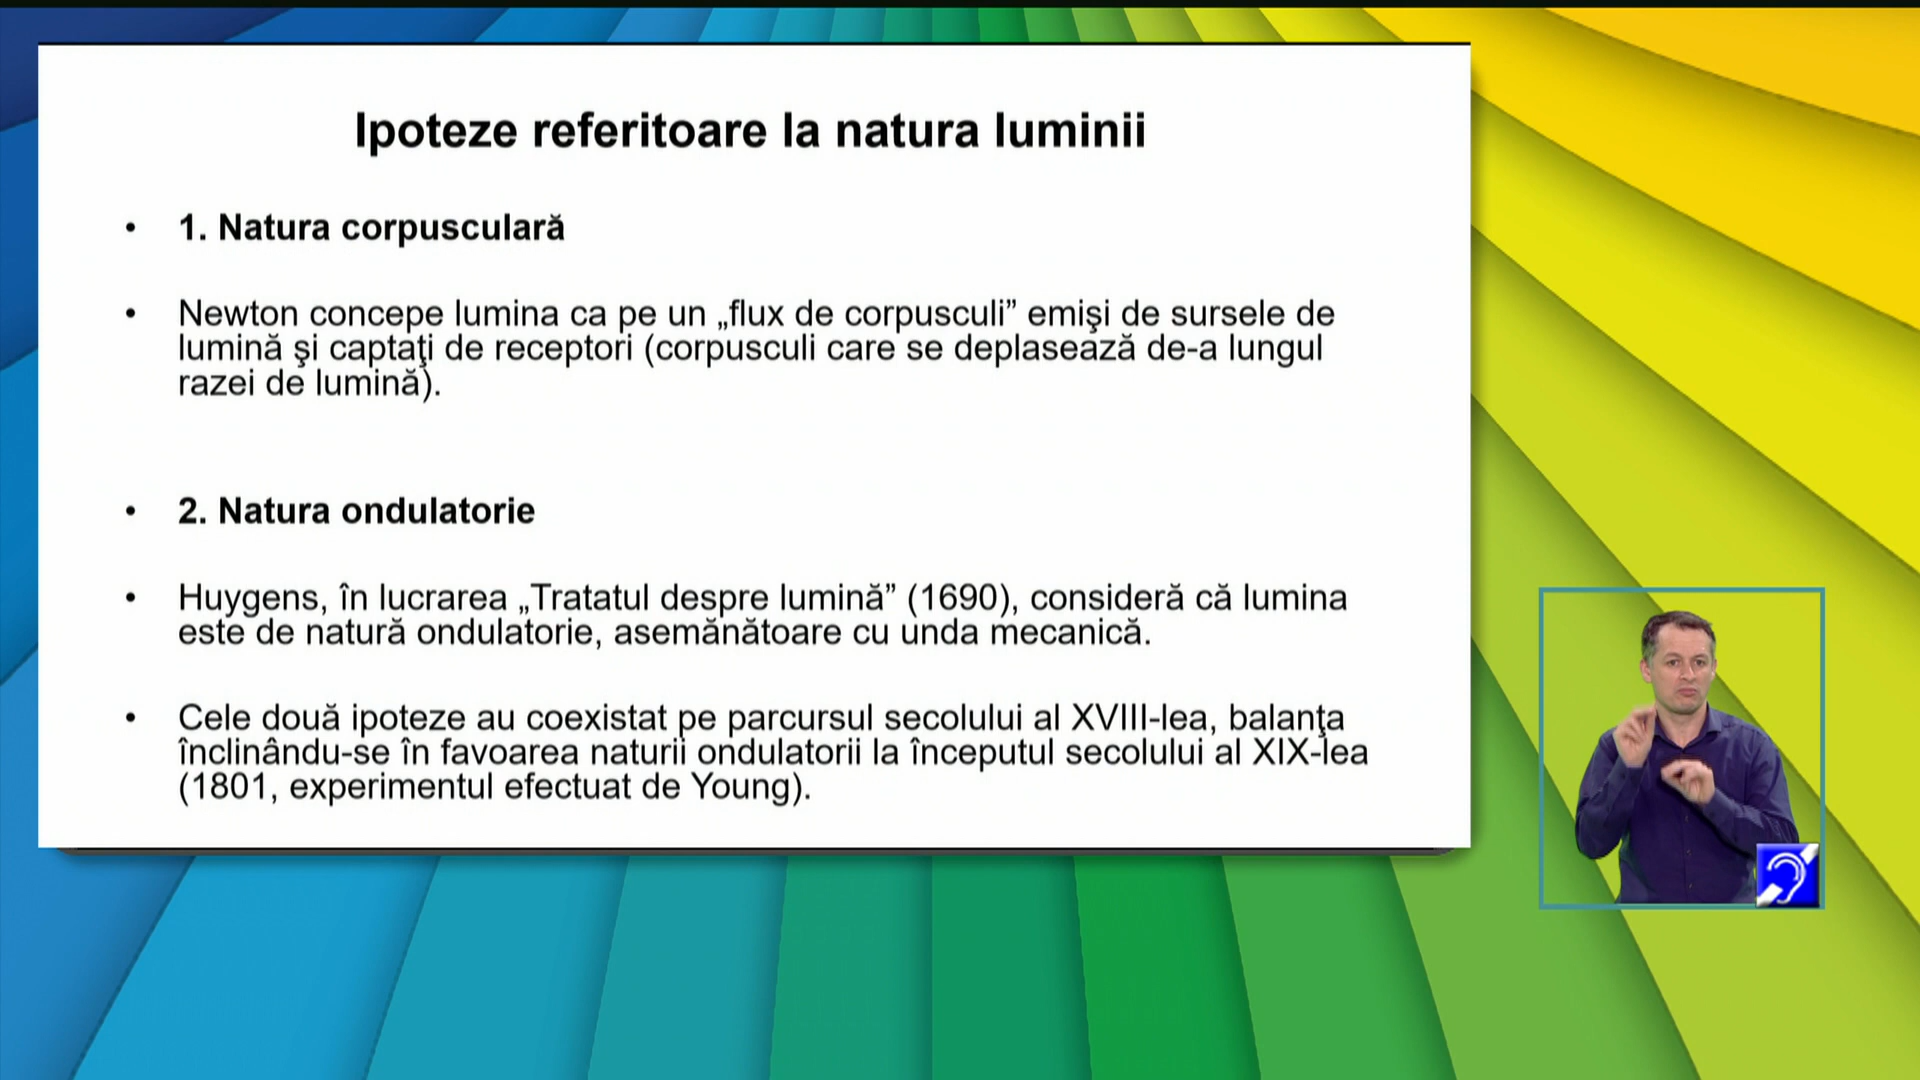 Ipoteze referitoare la natura luminii
• 1. Natura corpusculară
• Newton concepe lumina ca pe un „flux de corpusculi” emişi de sursele de
lumină şi captaţi de receptori (corpusculi care se deplasează de-a lungul
razei de lumină).
• 2. Natura ondulatorie
• Huygens, în lucrarea „Tratatul despre lumină” (1690), consideră că lumina
este de natură ondulatorie, asemănătoare cu unda mecanică.
• Cele două ipoteze au coexistat pe parcursul secolului al XVIII-lea, balanţa
înclinându-se în favoarea naturii ondulatorii la începutul secolului al XIX-lea
(1801, experimentul efectuat de Young).